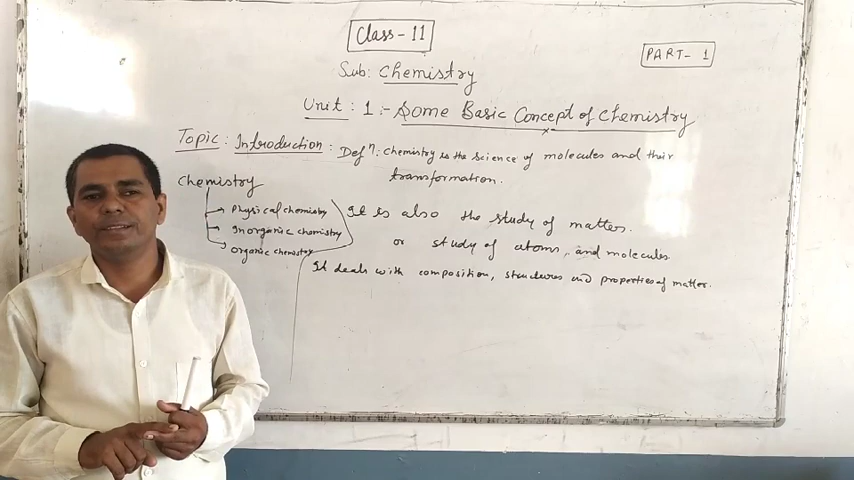 Class - 11
PART - 1
Sub: Chemistry
Unit : 1 :- Some Basic Concept of Chemistry
Topic : Introduction : Defⁿ: Chemistry is the science of molecules and their
transformation.
Chemistry
→ Physical chemistry
→ Inorganic chemistry
→ Organic chemistry
It is also the study of matters.
or study of atoms, and molecules
It deals with composition, structures and properties of matter.